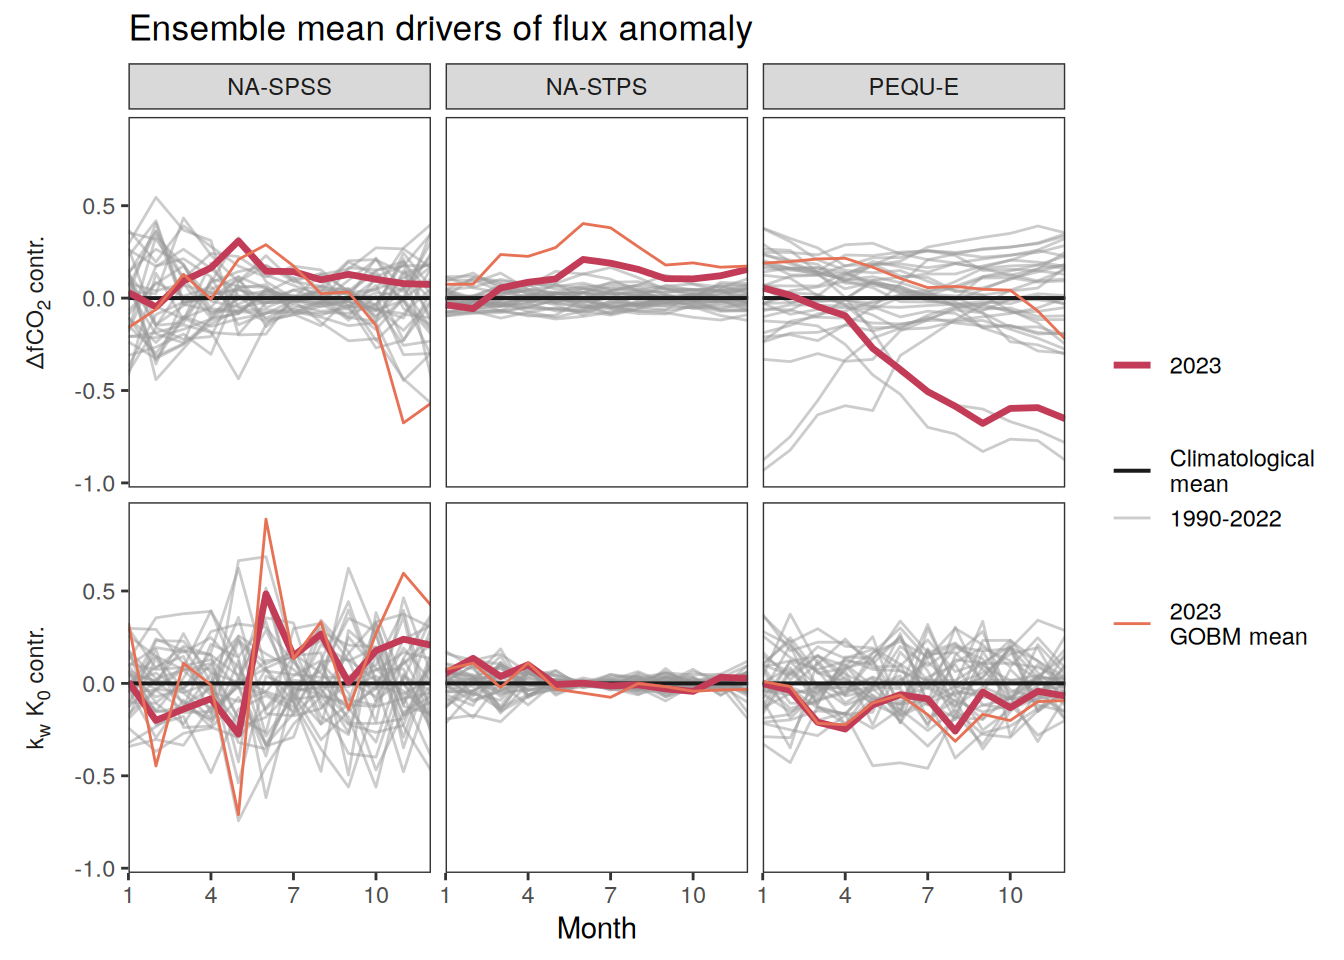 Ensemble mean drivers of flux anomaly
NA-SPSS
NA-STPS
PEQU-E
ΔfCO₂ contr.
0.5
0.0
-0.5
-1.0
k_w K₀ contr.
0.5
0.0
-0.5
-1.0
1 4 7 10
1 4 7 10
1 4 7 10
Month
2023
Climatological
mean
1990-2022
2023
GOBM mean